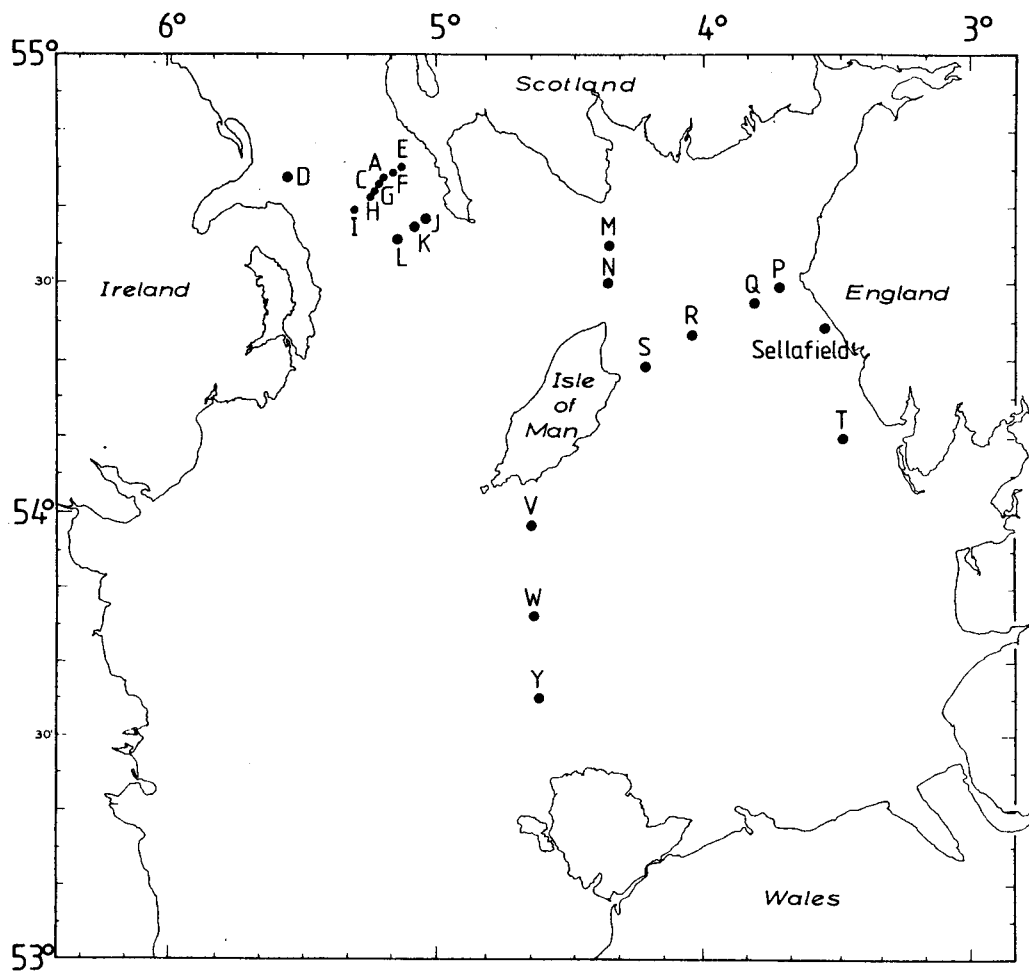 6° 5° 4° 3°
55°
Scotland
E
A
D
C
F
G
H
I
J
K
L
M
N
30'
Ireland
P
Q
England
R
Sellafield
S
Isle
of
Man
T
54°
V
W
Y
30'
Wales
53°